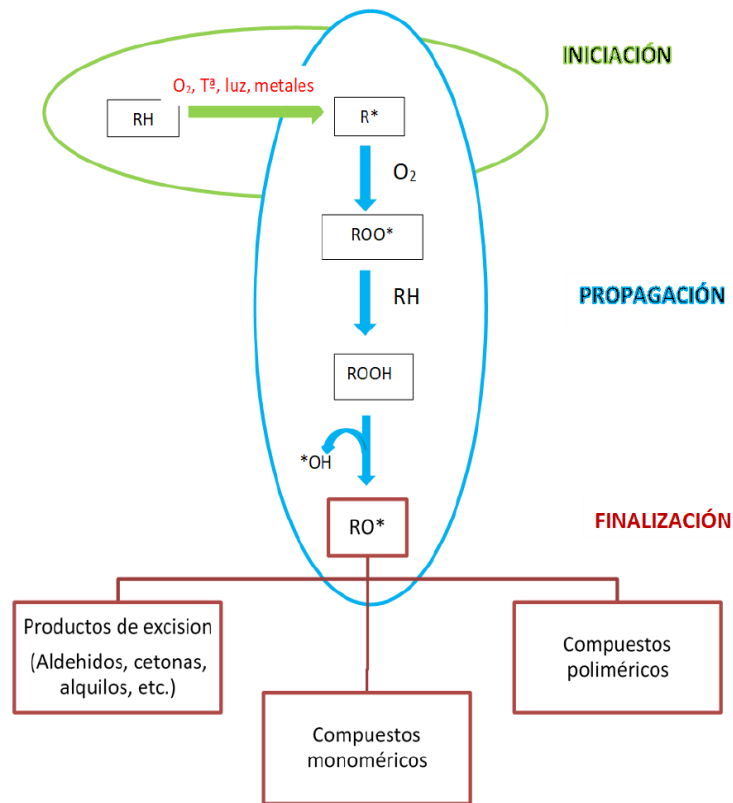 INICIACIÓN
O₂, Tª, luz, metales
RH
R*
O₂
ROO*
PROPAGACIÓN
RH
ROOH
*OH
RO*
FINALIZACIÓN
Productos de excision
(Aldehidos, cetonas,
alquilos, etc.)
Compuestos
monoméricos
Compuestos
poliméricos